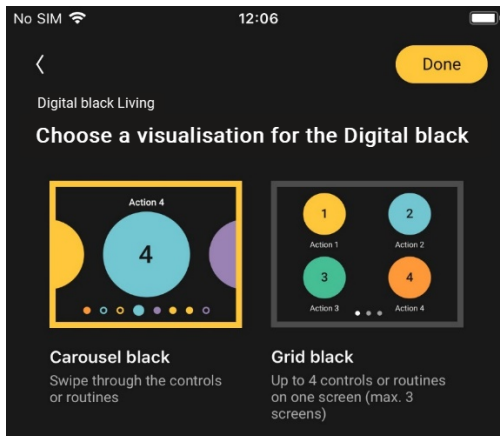 No SIM 12:06
Done
Digital black Living
Choose a visualisation for the Digital black
Action 4
4
1 2
Action 1 Action 2
3 4
Action 3 Action 4
Carousel black
Swipe through the controls
or routines
Grid black
Up to 4 controls or routines
on one screen (max. 3
screens)